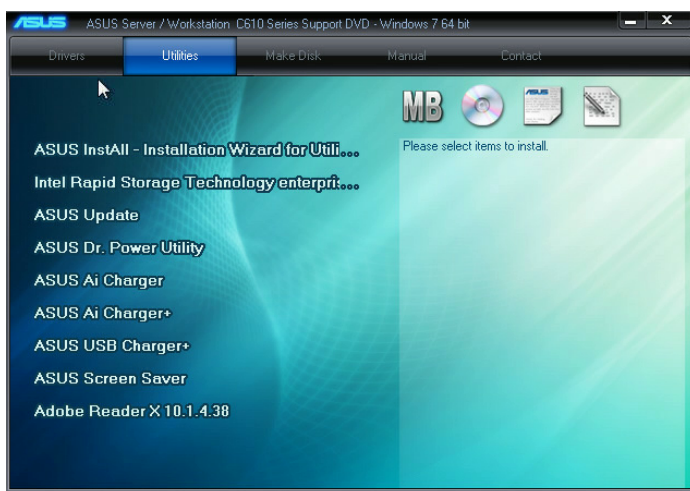 ASUS ASUS Server / Workstation C610 Series Support DVD - Windows 7 64 bit
Drivers Utilities Make Disk Manual Contact
MB
ASUS
Please select items to install.
ASUS InstAll - Installation Wizard for Utili...
Intel Rapid Storage Technology enterpri...
ASUS Update
ASUS Dr. Power Utility
ASUS Ai Charger
ASUS Ai Charger+
ASUS USB Charger+
ASUS Screen Saver
Adobe Reader X 10.1.4.38